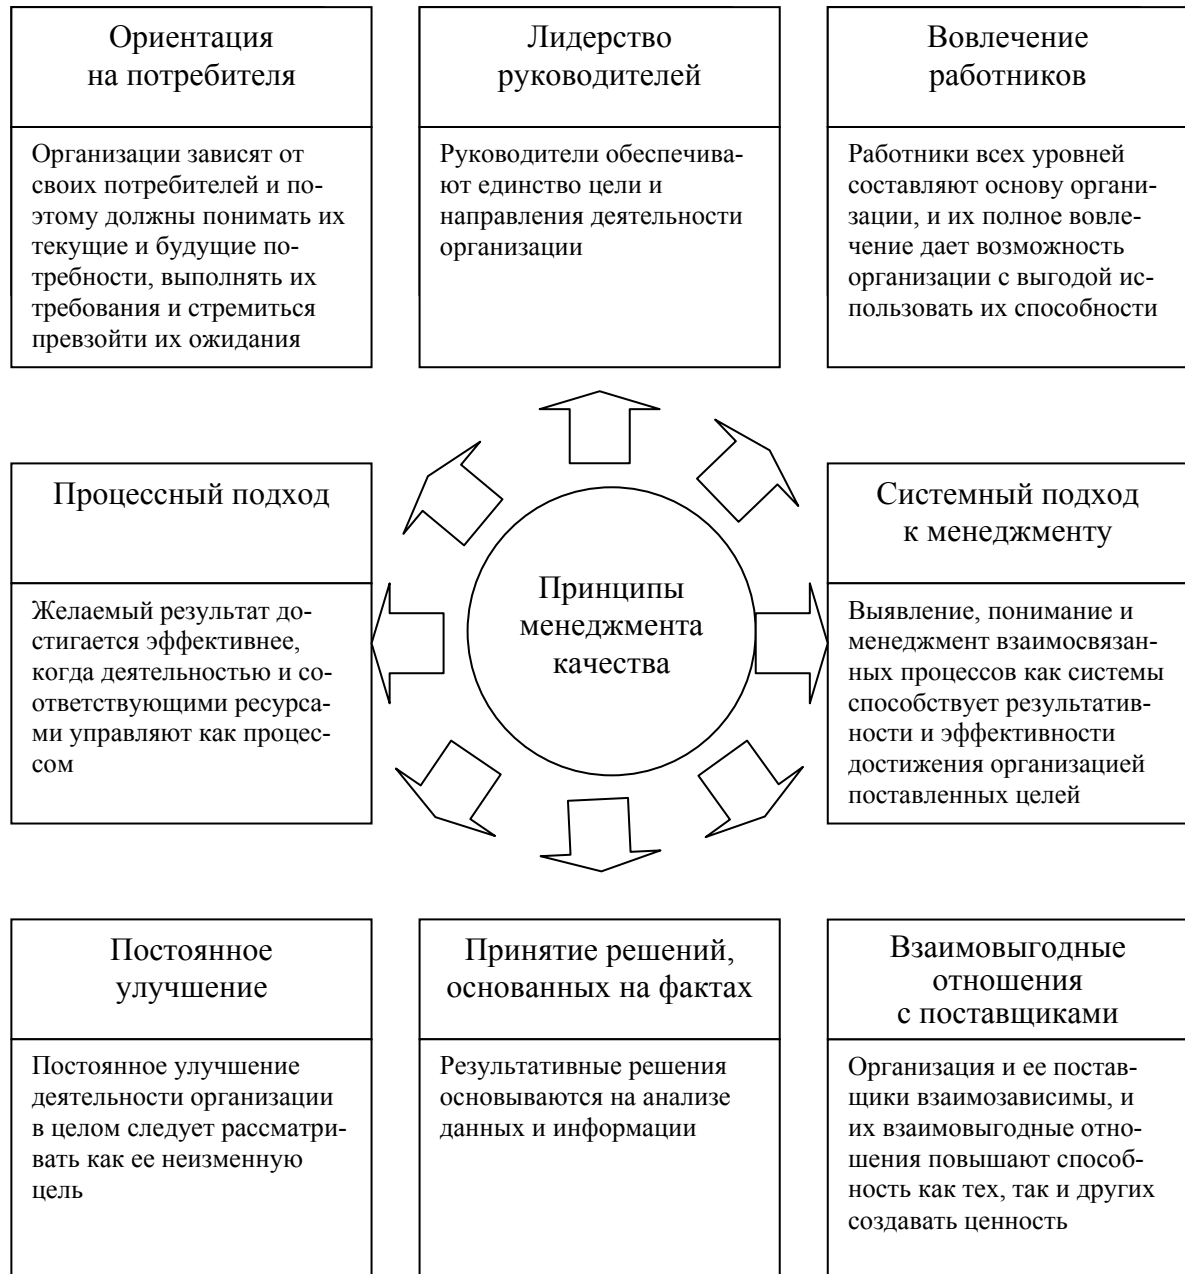 Ориентация
на потребителя
Организации зависят от
своих потребителей и по-
этому должны понимать их
текущие и будущие по-
требности, выполнять их
требования и стремиться
превзойти их ожидания
Лидерство
руководителей
Руководители обеспечива-
ют единство цели и
направления деятельности
организации
Вовлечение
работников
Работники всех уровней
составляют основу органи-
зации, и их полное вовле-
чение дает возможность
организации с выгодой ис-
пользовать их способности
Процессный подход
Желаемый результат до-
стигается эффективнее,
когда деятельностью и со-
ответствующими ресурса-
ми управляют как процес-
сом
Принципы
менеджмента
качества
Системный подход
к менеджменту
Выявление, понимание и
менеджмент взаимосвязан-
ных процессов как системы
способствует результатив-
ности и эффективности
достижения организацией
поставленных целей
Постоянное
улучшение
Постоянное улучшение
деятельности организации
в целом следует рассматри-
вать как ее неизменную
цель
Принятие решений,
основанных на фактах
Результативные решения
основываются на анализе
данных и информации
Взаимовыгодные
отношения
с поставщиками
Организация и ее постав-
щики взаимозависимы, и
их взаимовыгодные отно-
шения повышают способ-
ность как тех, так и других
создавать ценность